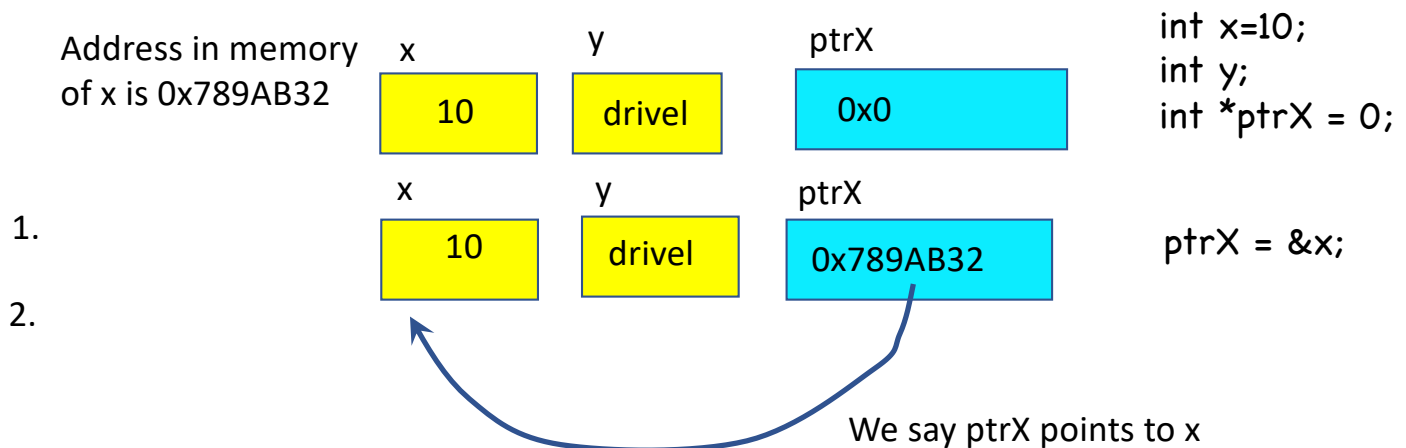 Address in memory
of x is 0x789AB32
x
y
ptrX
10
drivel
0x0
int x=10;
int y;
int *ptrX = 0;
1.
x
y
ptrX
10
drivel
0x789AB32
ptrX = &x;
2.
We say ptrX points to x